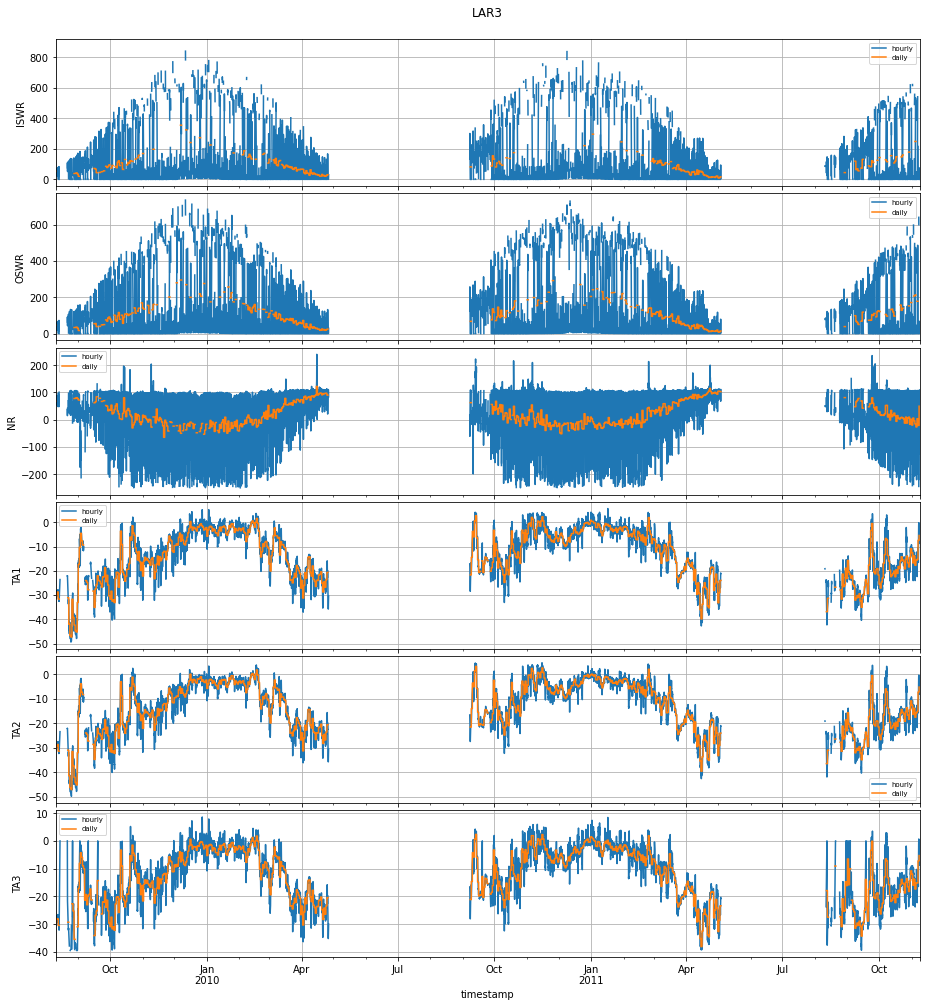 LAR3
ISWR
800
600
400
200
0
hourly
daily
OSWR
600
400
200
0
hourly
daily
NR
200
100
0
−100
−200
hourly
daily
TA1
0
−10
−20
−30
−40
−50
hourly
daily
TA2
0
−10
−20
−30
−40
−50
hourly
daily
TA3
10
0
−10
−20
−30
−40
hourly
daily
Oct Jan Apr Jul Oct Jan Apr Jul Oct
2010 2011
timestamp